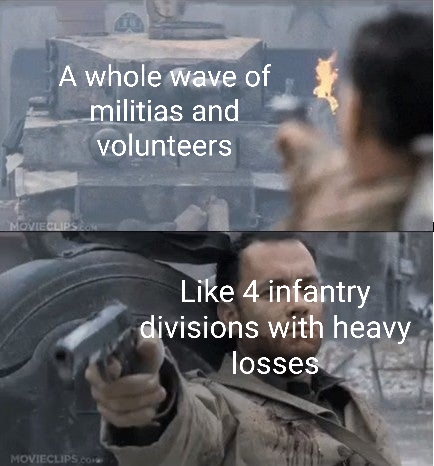 A whole wave of
militias and
volunteers
MOVIECLIPS.COM
Like 4 infantry
divisions with heavy
losses
MOVIECLIPS.COM